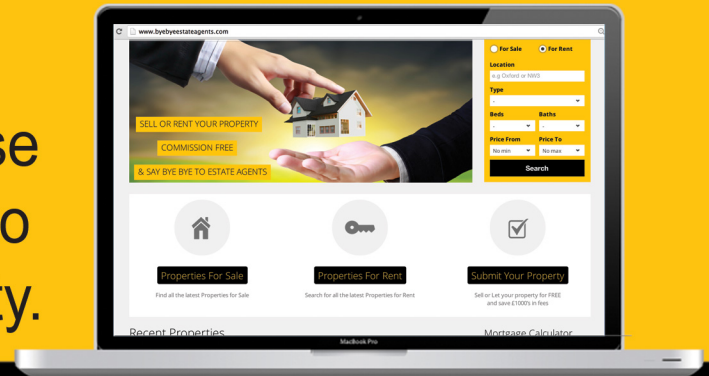 se
o
ty.
www.byebyeestateagents.com
SELL OR RENT YOUR PROPERTY
COMMISSION FREE
& SAY BYE BYE TO ESTATE AGENTS
For Sale
For Rent
Location
e.g Oxford or NW3
Type
-
Beds
Baths
-
-
Price From
Price To
No min
No max
Search
Properties For Sale
Properties For Rent
Submit Your Property
Find all the latest Properties for Sale
Search for all the latest Properties for Rent
Sell or Let your property for FREE
and save £1000's in fees
Recent Properties
Mortgage Calculator
MacBook Pro